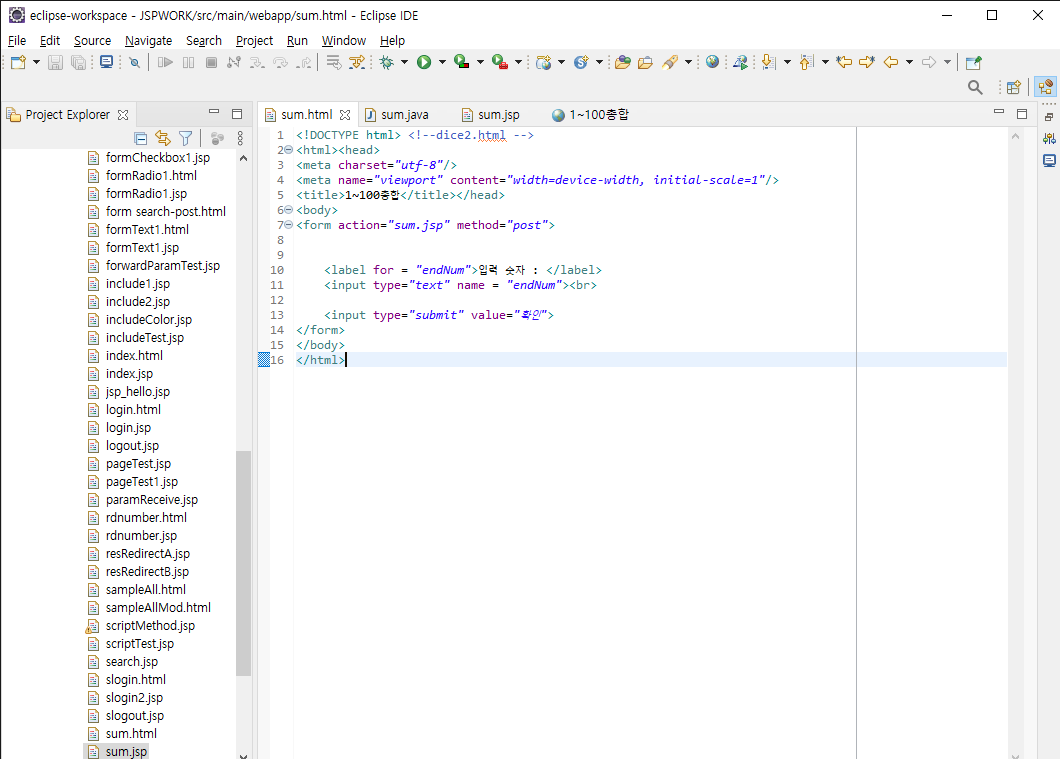 eclipse-workspace - JSPWORK/src/main/webapp/sum.html - Eclipse IDE
File Edit Source Navigate Search Project Run Window Help
Project Explorer
formCheckbox1.jsp
formRadio1.html
formRadio1.jsp
form search-post.html
formText1.html
formText1.jsp
forwardParamTest.jsp
include1.jsp
include2.jsp
includeColor.jsp
includeTest.jsp
index.html
index.jsp
jsp_hello.jsp
login.html
login.jsp
logout.jsp
pageTest.jsp
pageTest1.jsp
paramReceive.jsp
rdnumber.html
rdnumber.jsp
resRedirectA.jsp
resRedirectB.jsp
sampleAll.html
sampleAllMod.html
scriptMethod.jsp
scriptTest.jsp
search.jsp
slogin.html
slogin2.jsp
slogout.jsp
sum.html
sum.jsp
sum.html sum.java sum.jsp 1~100총합
1 <!DOCTYPE html> <!--dice2.html -->
2 <html><head>
3 <meta charset="utf-8"/>
4 <meta name="viewport" content="width=device-width, initial-scale=1"/>
5 <title>1~100총합</title></head>
6 <body>
7 <form action="sum.jsp" method="post">
8
9
10 <label for = "endNum">입력 숫자 : </label>
11 <input type="text" name = "endNum"><br>
12
13 <input type="submit" value="확인">
14 </form>
15 </body>
16 </html>